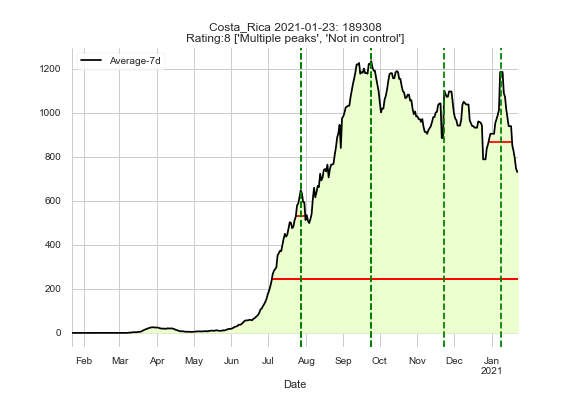 Costa_Rica 2021-01-23: 189308
Rating:8 ['Multiple peaks', 'Not in control']
Average-7d
1200
1000
800
600
400
200
0
Feb Mar Apr May Jun Jul Aug Sep Oct Nov Dec Jan
2021
Date